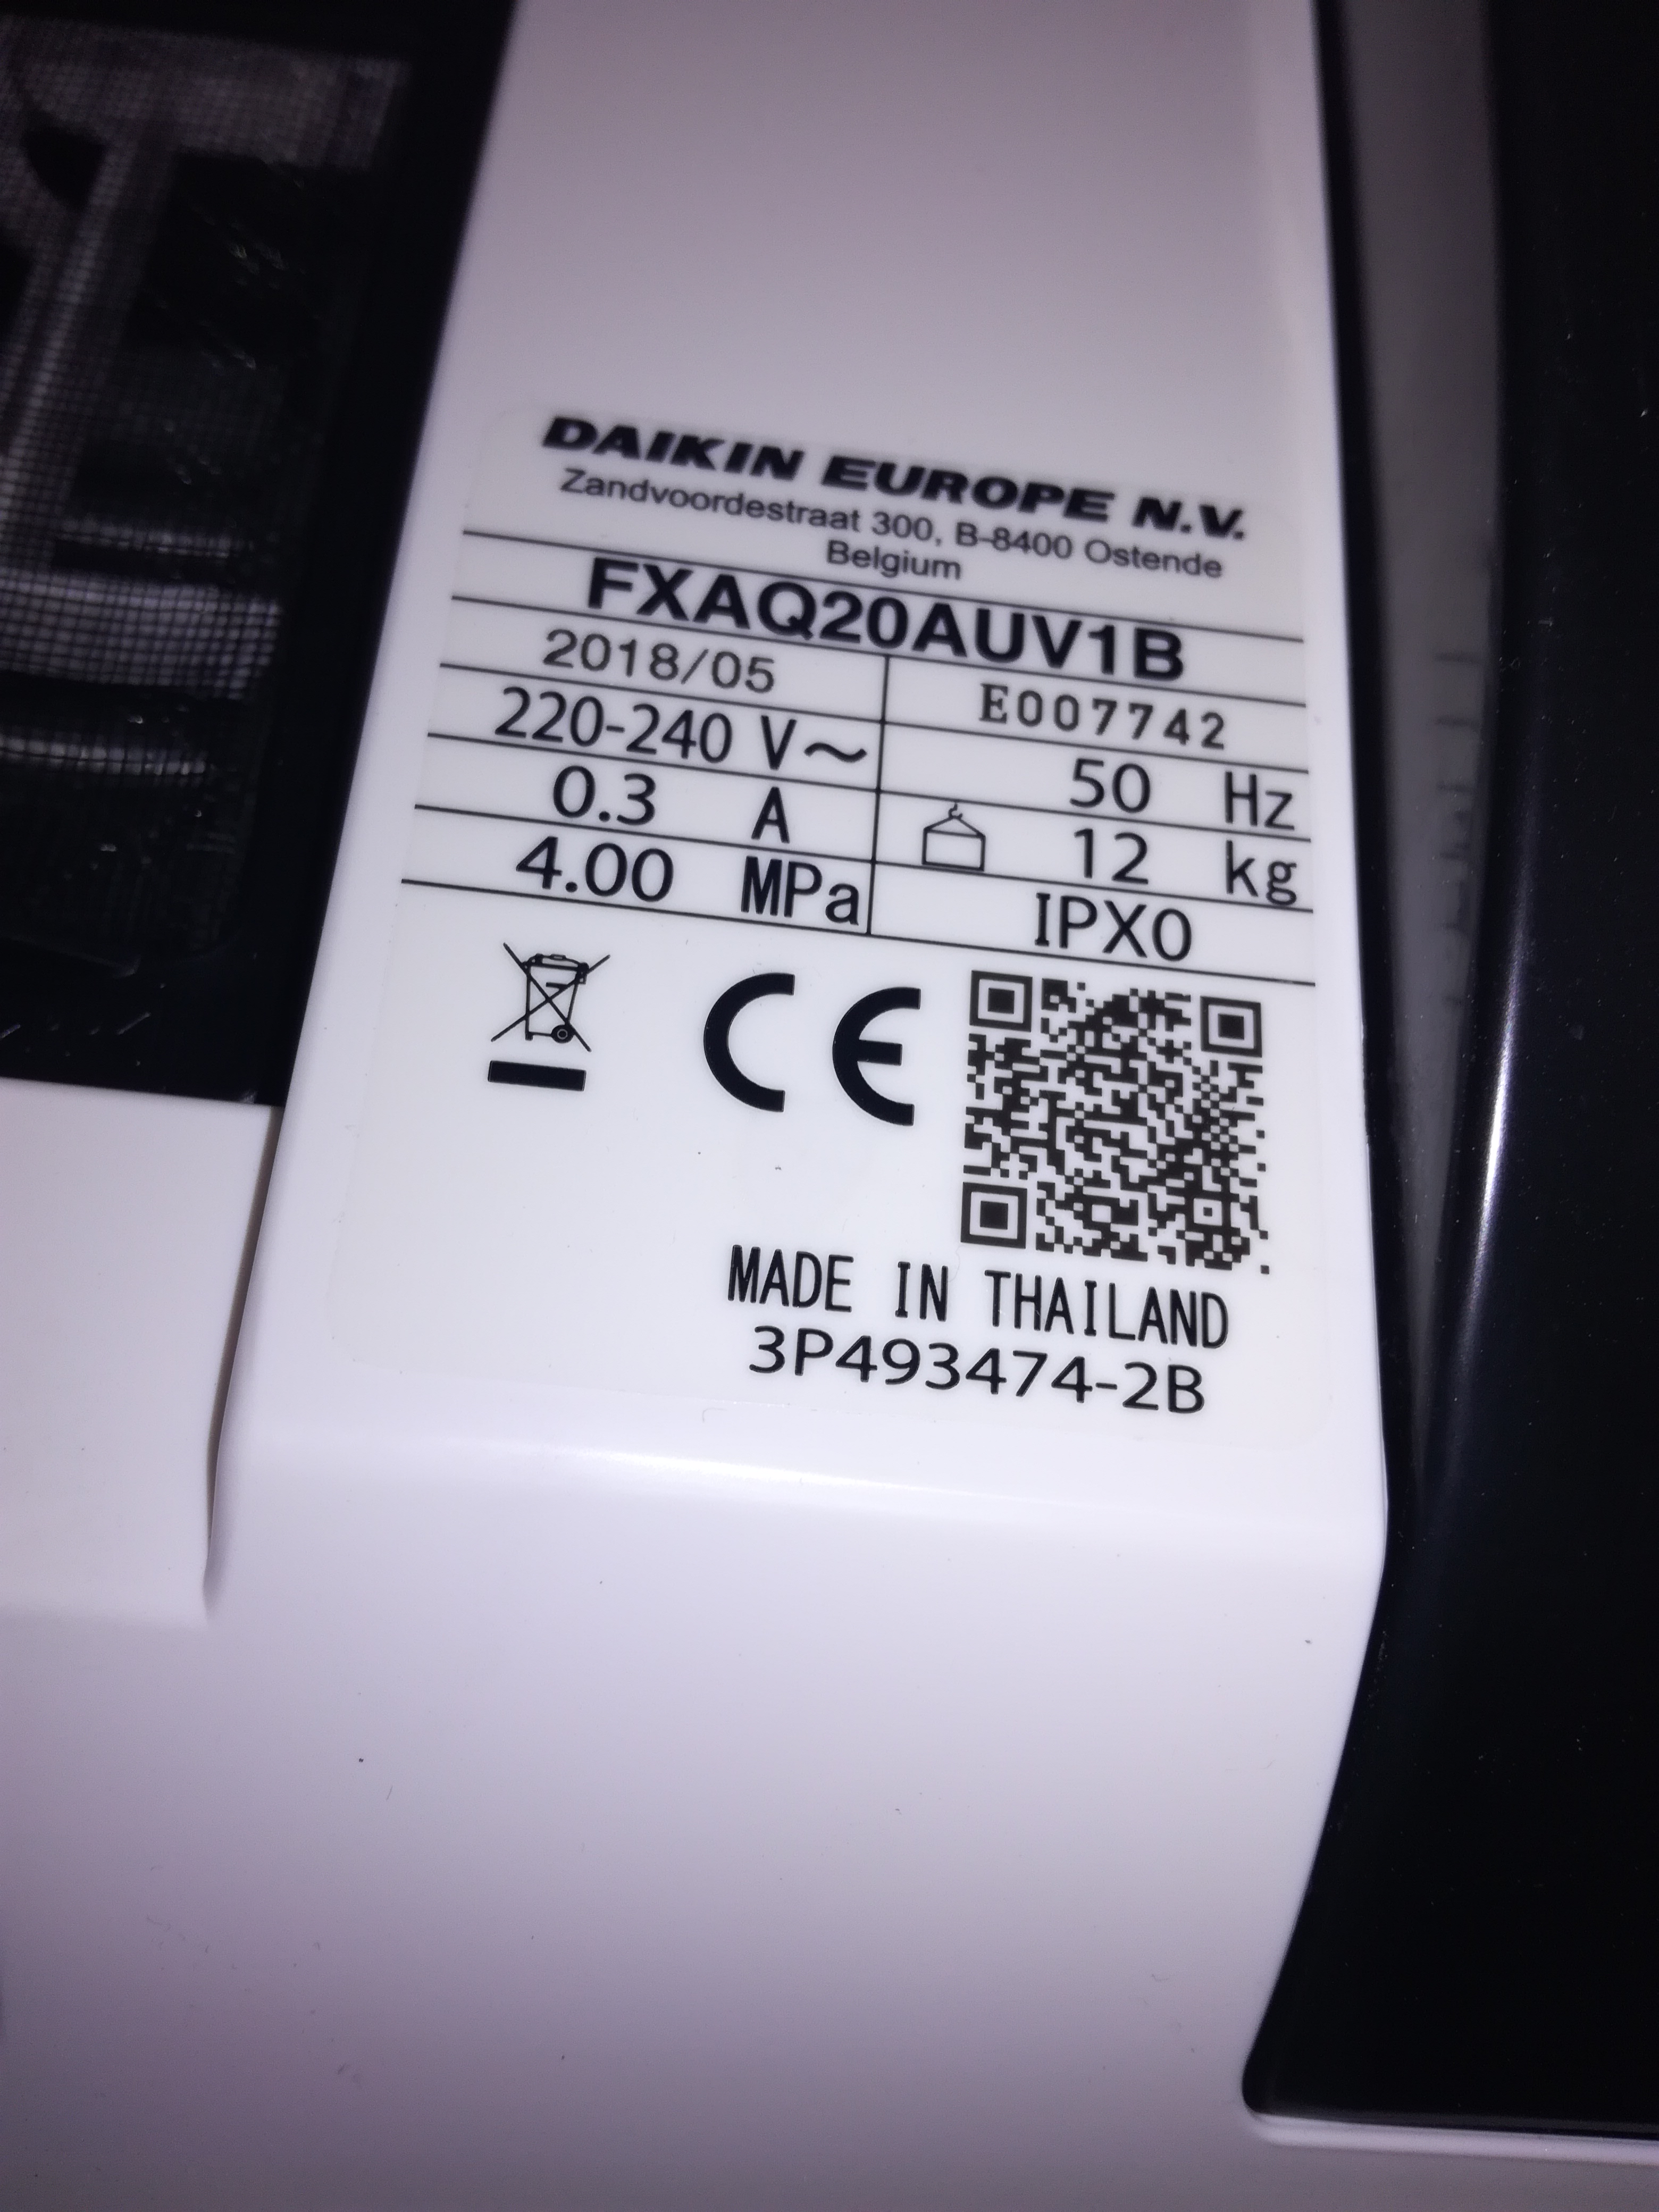 DAIKIN EUROPE N.V.
Zandvoordestraat 300, B-8400 Ostende
Belgium
FXAQ20AUV1B
2018/05 E007742
220-240 V~ 50 Hz
0.3 A 12 kg
4.00 MPa IPX0
CE
MADE IN THAILAND
3P493474-2B